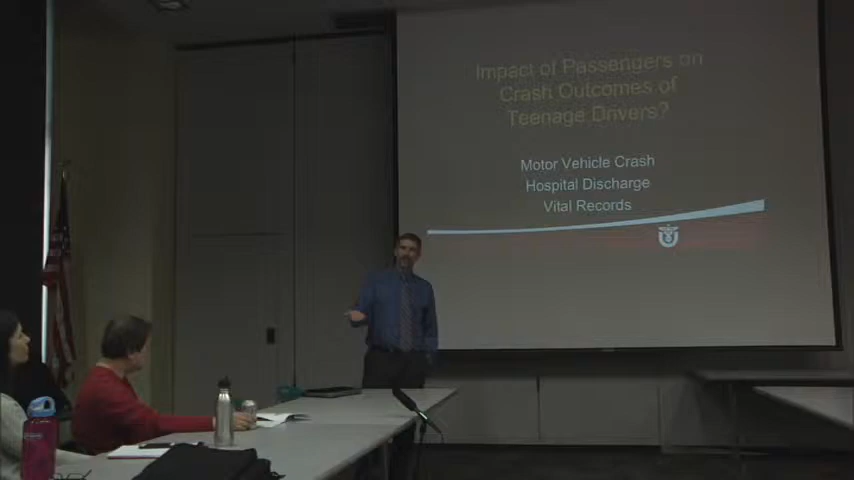 Impact of Passengers on
Crash Outcomes of
Teenage Drivers?
Motor Vehicle Crash
Hospital Discharge
Vital Records